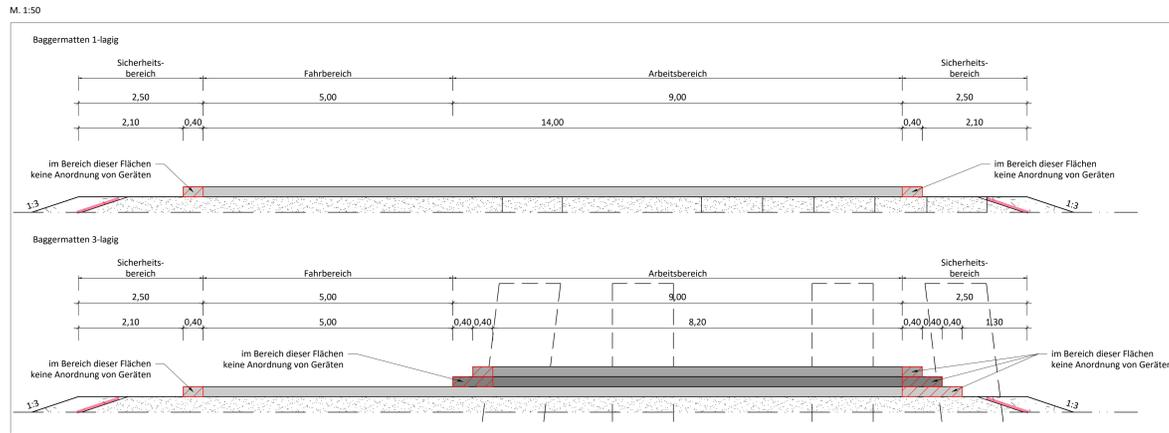 M. 1:50
Baggermatten 1-lagig
Sicherheits-
bereich
Fahrbereich
Arbeitsbereich
Sicherheits-
bereich
2,50
5,00
9,00
2,50
2,10
0,40
14,00
0,40
2,10
im Bereich dieser Flächen
keine Anordnung von Geräten
im Bereich dieser Flächen
keine Anordnung von Geräten
1:3
1:3
Baggermatten 3-lagig
Sicherheits-
bereich
Fahrbereich
Arbeitsbereich
Sicherheits-
bereich
2,50
5,00
9,00
2,50
2,10
0,40
5,00
0,40
0,40
8,20
0,40
0,40
0,40
1,30
im Bereich dieser Flächen
keine Anordnung von Geräten
im Bereich dieser Flächen
keine Anordnung von Geräten
im Bereich dieser Flächen
keine Anordnung von Geräten
1:3
1:3